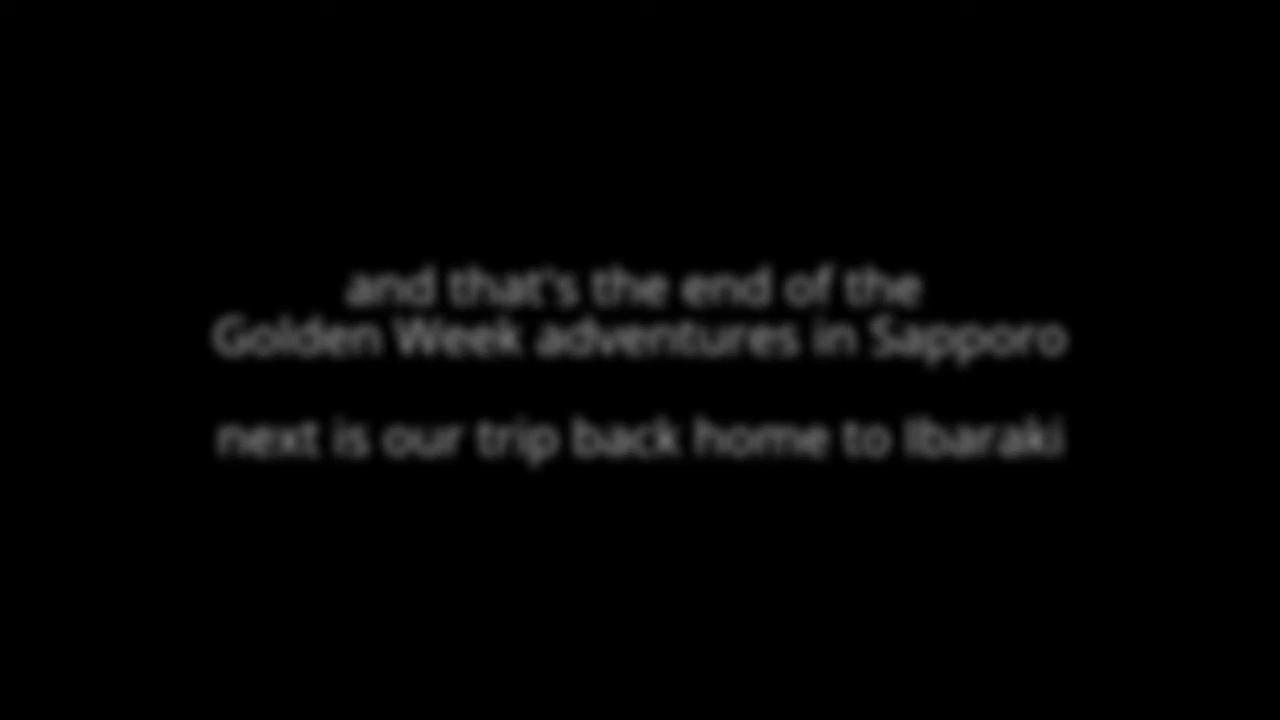 and that's the end of the
Golden Week adventures in Sapporo
next is our trip back home to Ibaraki